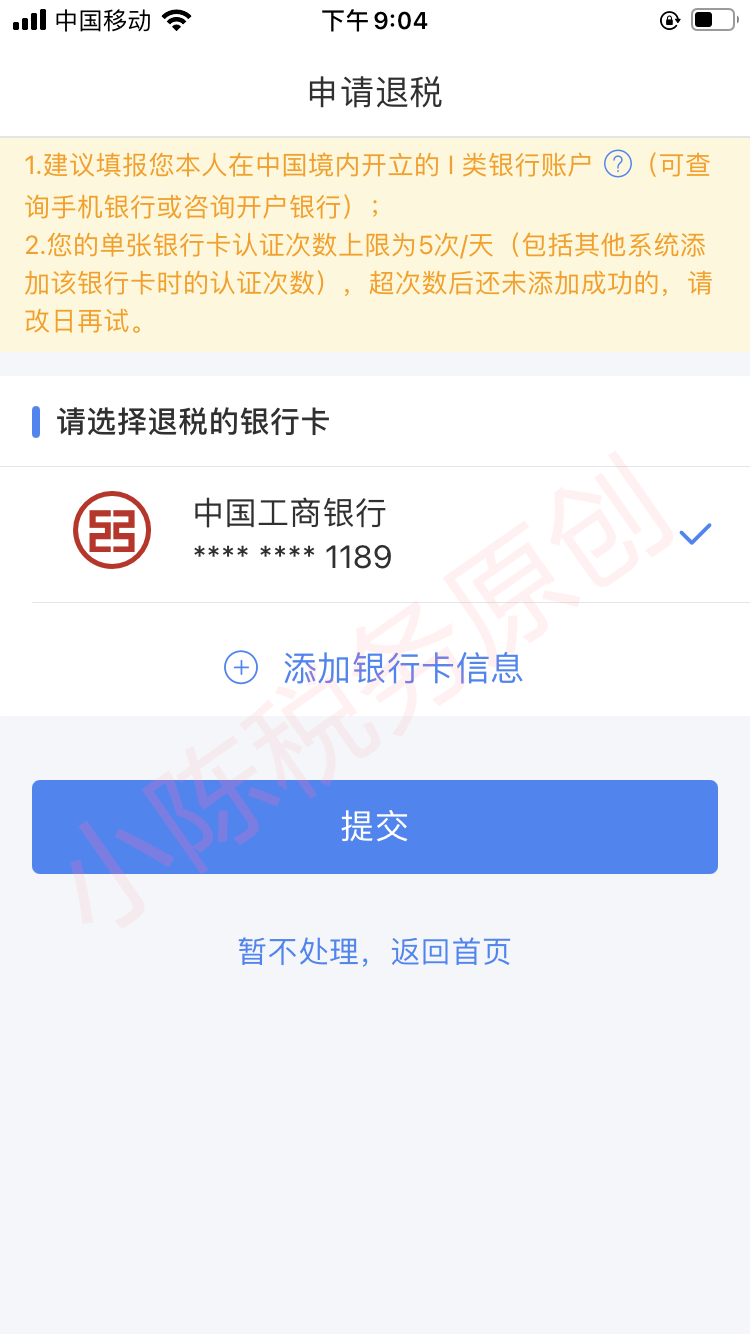 中国移动 下午9:04
申请退税
1.建议填报您本人在中国境内开立的 I 类银行账户 ?（可查
询手机银行或咨询开户银行）；
2.您的单张银行卡认证次数上限为5次/天（包括其他系统添
加该银行卡时的认证次数），超次数后还未添加成功的，请
改日再试。
请选择退税的银行卡
中国工商银行
**** **** 1189
添加银行卡信息
提交
暂不处理，返回首页
小陈税务原创